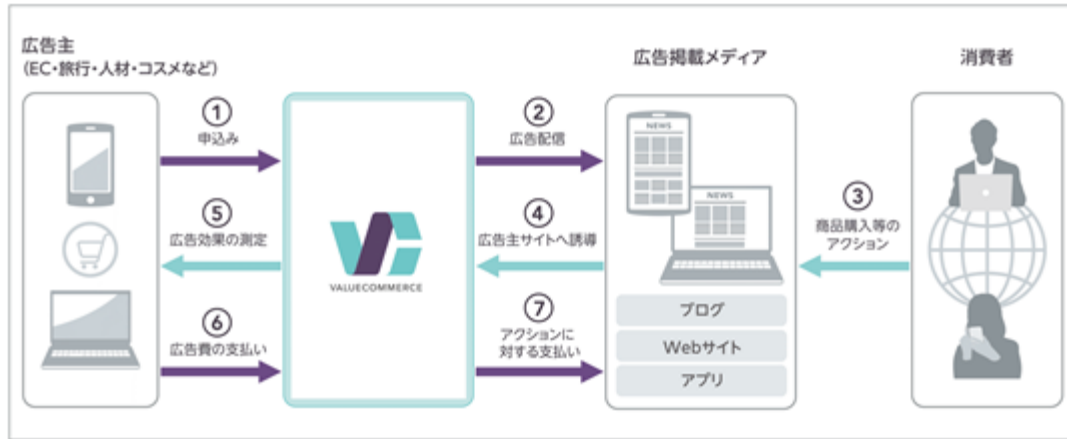 広告主
(EC・旅行・人材・コスメなど)
広告掲載メディア
消費者
①
申込み
②
広告配信
③
商品購入等の
アクション
④
広告主サイトへ誘導
⑤
広告効果の測定
⑥
広告費の支払い
⑦
アクションに
対する支払い
VALUECOMMERCE
NEWS
NEWS
ブログ
Webサイト
アプリ